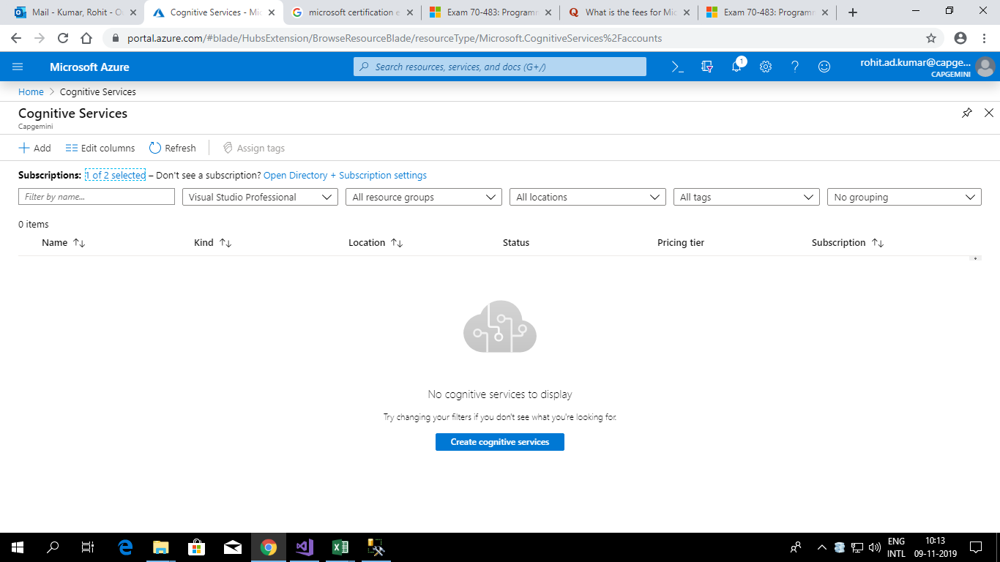 Mail - Kumar, Rohit - O
Cognitive Services - Mic
microsoft certification e
Exam 70-483: Programm
What is the fees for Mic
Exam 70-483: Programm
portal.azure.com/#blade/HubsExtension/BrowseResourceBlade/resourceType/Microsoft.CognitiveServices%2Faccounts
Microsoft Azure
Search resources, services, and docs (G+/)
1
rohit.ad.kumar@capge...
CAPGEMINI
Home > Cognitive Services
Cognitive Services
Capgemini
Add
Edit columns
Refresh
Assign tags
Subscriptions: 1 of 2 selected – Don't see a subscription? Open Directory + Subscription settings
Filter by name...
Visual Studio Professional
All resource groups
All locations
All tags
No grouping
0 items
Name
Kind
Location
Status
Pricing tier
Subscription
No cognitive services to display
Try changing your filters if you don't see what you're looking for.
Create cognitive services
ENG
INTL
10:13
09-11-2019